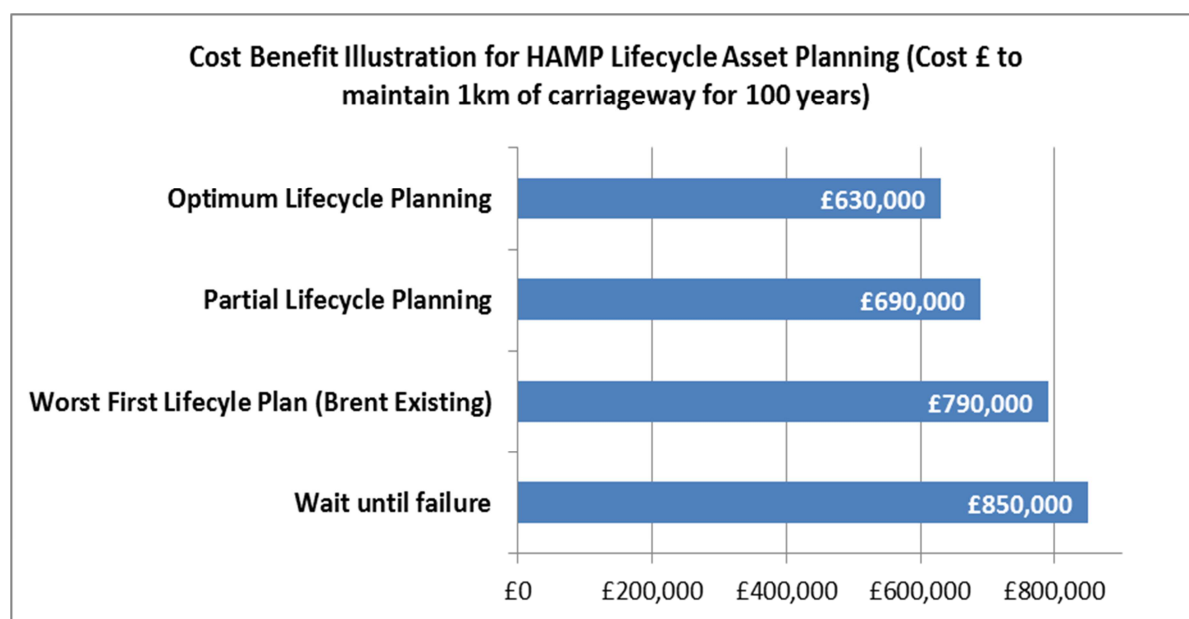 Cost Benefit Illustration for HAMP Lifecycle Asset Planning (Cost £ to
maintain 1km of carriageway for 100 years)
Optimum Lifecycle Planning
£630,000
Partial Lifecycle Planning
£690,000
Worst First Lifecyle Plan (Brent Existing)
£790,000
Wait until failure
£850,000
£0 £200,000 £400,000 £600,000 £800,000